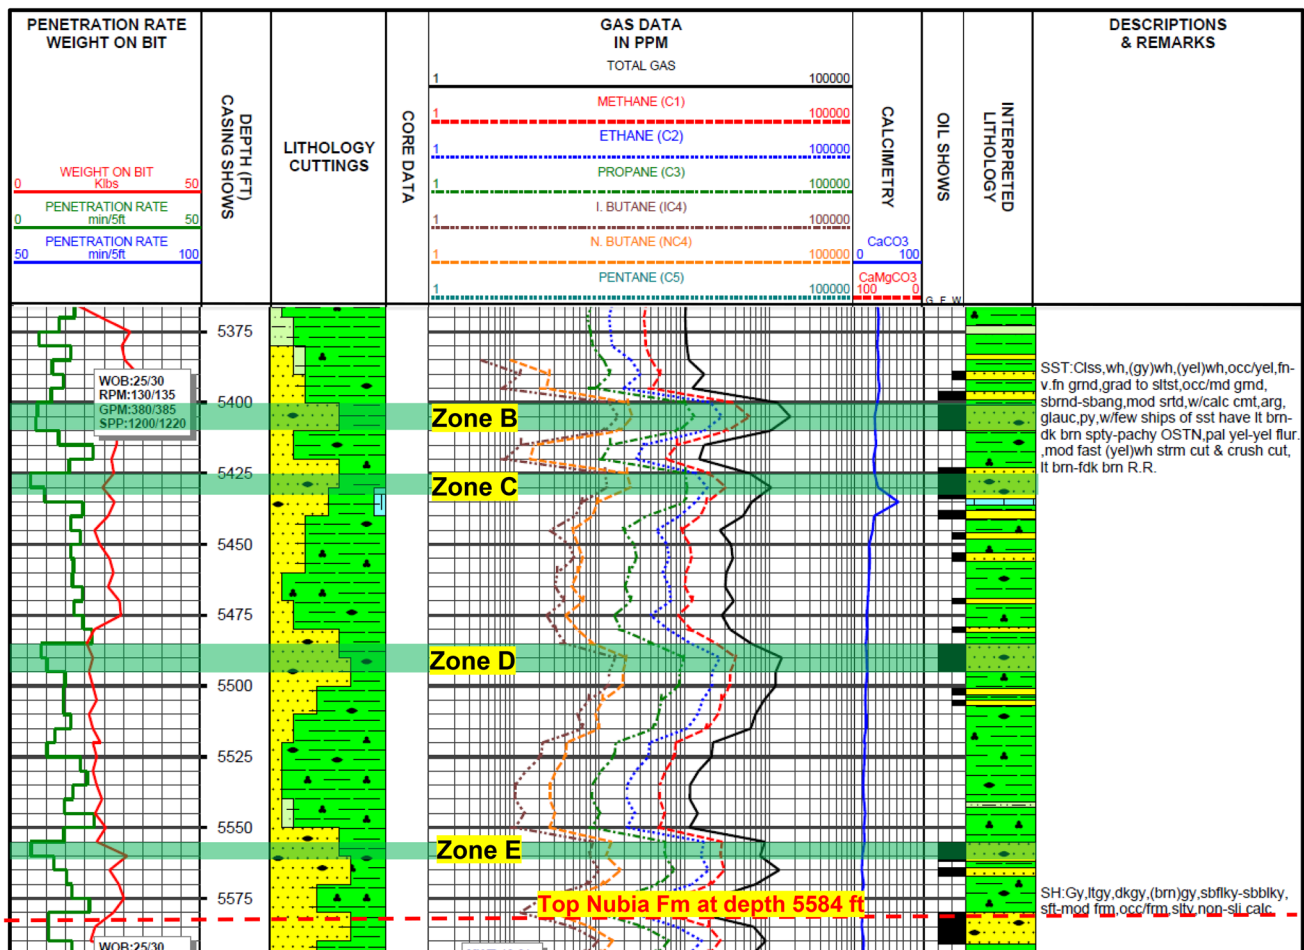 PENETRATION RATE
WEIGHT ON BIT
WEIGHT ON BIT
0 Klbs 50
PENETRATION RATE
0 min/5ft 50
PENETRATION RATE
50 min/5ft 100
DEPTH (FT)
CASING SHOWS
LITHOLOGY
CUTTINGS
CORE DATA
GAS DATA
IN PPM
TOTAL GAS
1 100000
METHANE (C1)
1 100000
ETHANE (C2)
1 100000
PROPANE (C3)
1 100000
I. BUTANE (IC4)
1 100000
N. BUTANE (NC4)
1 100000
PENTANE (C5)
1 100000
CALCIMETRY
CaCO3
0 100
CaMgCO3
100 0
OIL SHOWS
G F W
INTERPRETED
LITHOLOGY
DESCRIPTIONS
& REMARKS
5375
WOB:25/30
RPM:130/135
GPM:380/385
SPP:1200/1220
5400
Zone B
5425
Zone C
5450
5475
Zone D
5500
5525
5550
Zone E
5575
Top Nubia Fm at depth 5584 ft
WOB:25/30
SST:Clss,wh,(gy)wh,(yel)wh,occ/yel,fn-
v.fn grnd,grad to sltst,occ/md grnd,
sbrnd-sbang,mod srtd,w/calc cmt,arg,
glauc,py,w/few ships of sst have lt brn-
dk brn spty-pachy OSTN,pal yel-yel flur.
,mod fast (yel)wh strm cut & crush cut,
lt brn-fdk brn R.R.
SH:Gy,ltgy,dkgy,(brn)gy,sbflky-sbblky,
sft-mod frm,occ/frm,slty,non-sli calc.